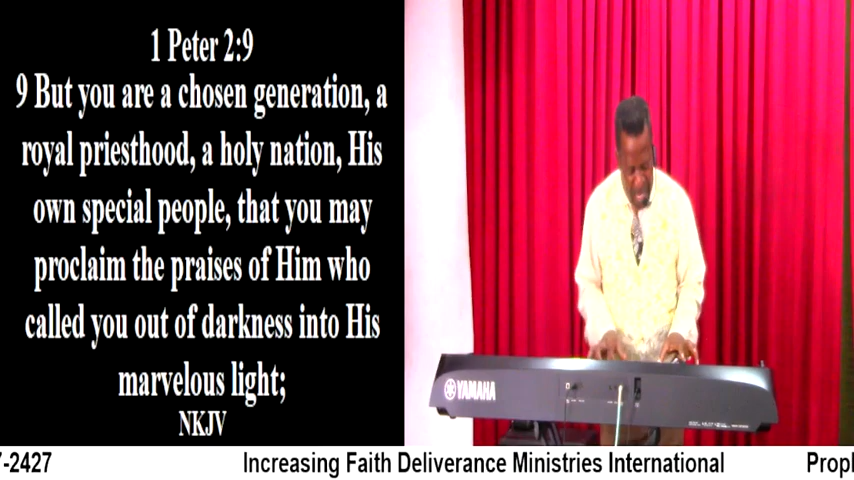 1 Peter 2:9
9 But you are a chosen generation, a
royal priesthood, a holy nation, His
own special people, that you may
proclaim the praises of Him who
called you out of darkness into His
marvelous light;
NKJV
YAMAHA
-2427 Increasing Faith Deliverance Ministries International